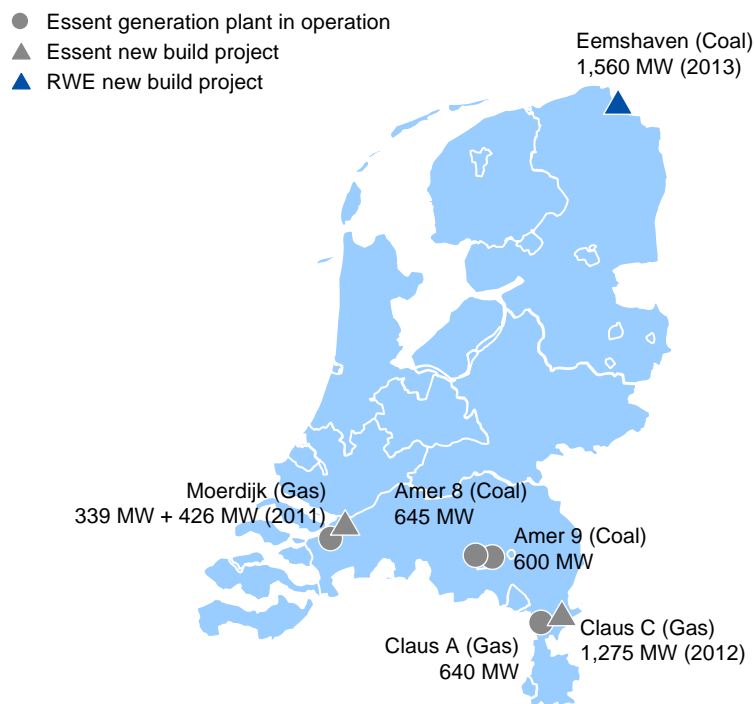 Essent generation plant in operation
Essent new build project
RWE new build project
Eemshaven (Coal)
1,560 MW (2013)
Moerdijk (Gas)
339 MW + 426 MW (2011)
Amer 8 (Coal)
645 MW
Amer 9 (Coal)
600 MW
Claus A (Gas)
640 MW
Claus C (Gas)
1,275 MW (2012)